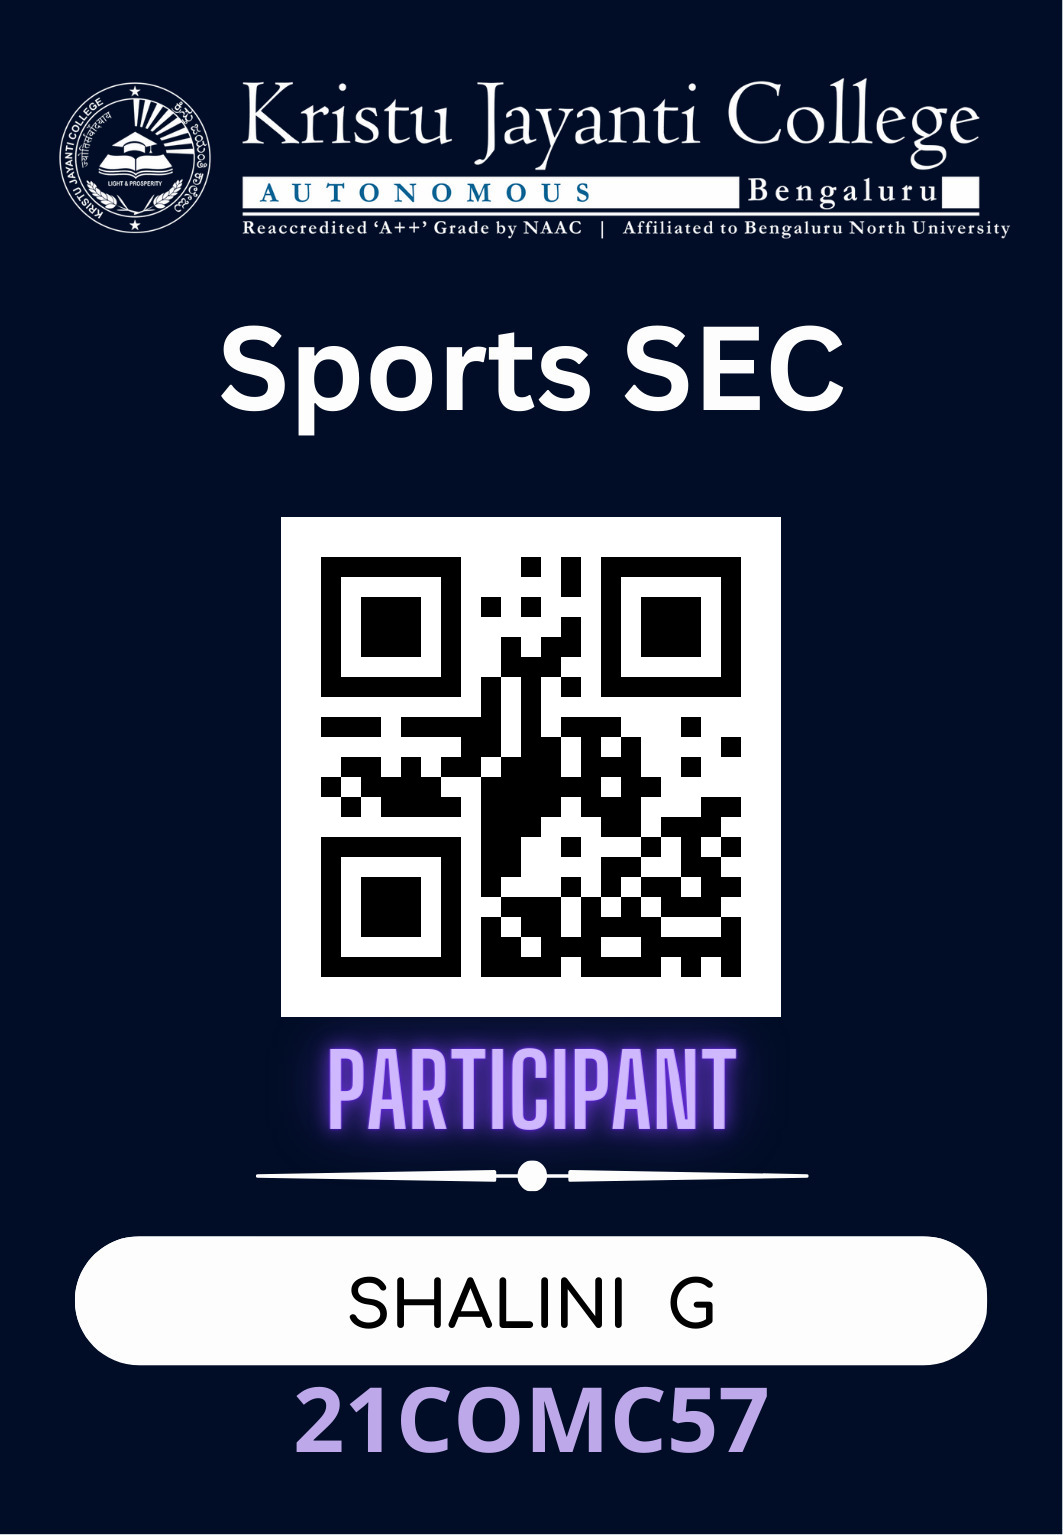 Kristu Jayanti College
AUTONOMOUS Bengaluru
Reaccredited ‘A++’ Grade by NAAC | Affiliated to Bengaluru North University
KRISTU JAYANTI COLLEGE
LIGHT & PROSPERITY
Sports SEC
PARTICIPANT
SHALINI G
21COMC57